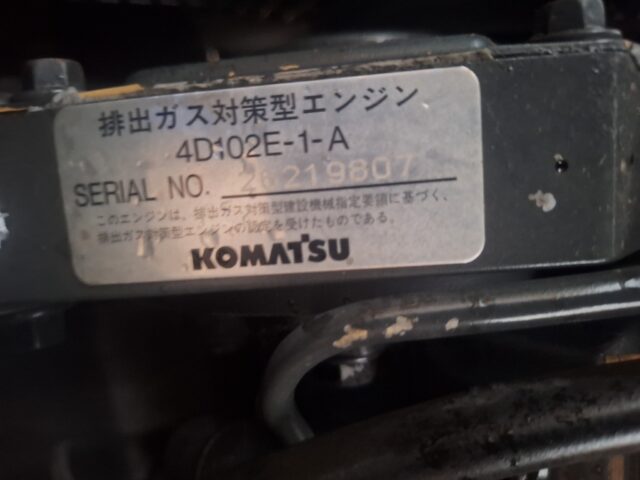 排出ガス対策型エンジン
4D102E-1-A
SERIAL NO. 26219807
このエンジンは、排出ガス対策型建設機械指定要領に基づく、
排出ガス対策型エンジンの認定を受けたものである。
KOMATSU